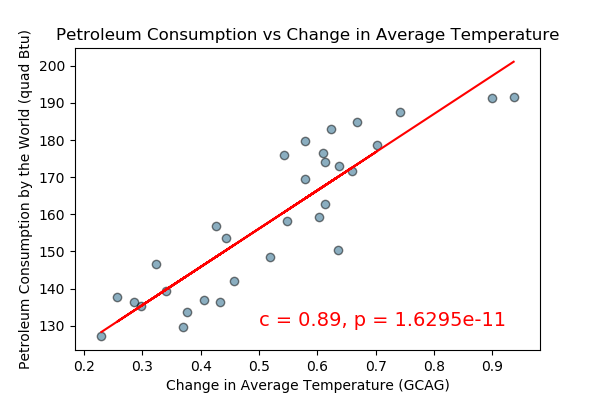 Petroleum Consumption vs Change in Average Temperature
Petroleum Consumption by the World (quad Btu)
200
190
180
170
160
150
140
130
c = 0.89, p = 1.6295e-11
0.2 0.3 0.4 0.5 0.6 0.7 0.8 0.9
Change in Average Temperature (GCAG)